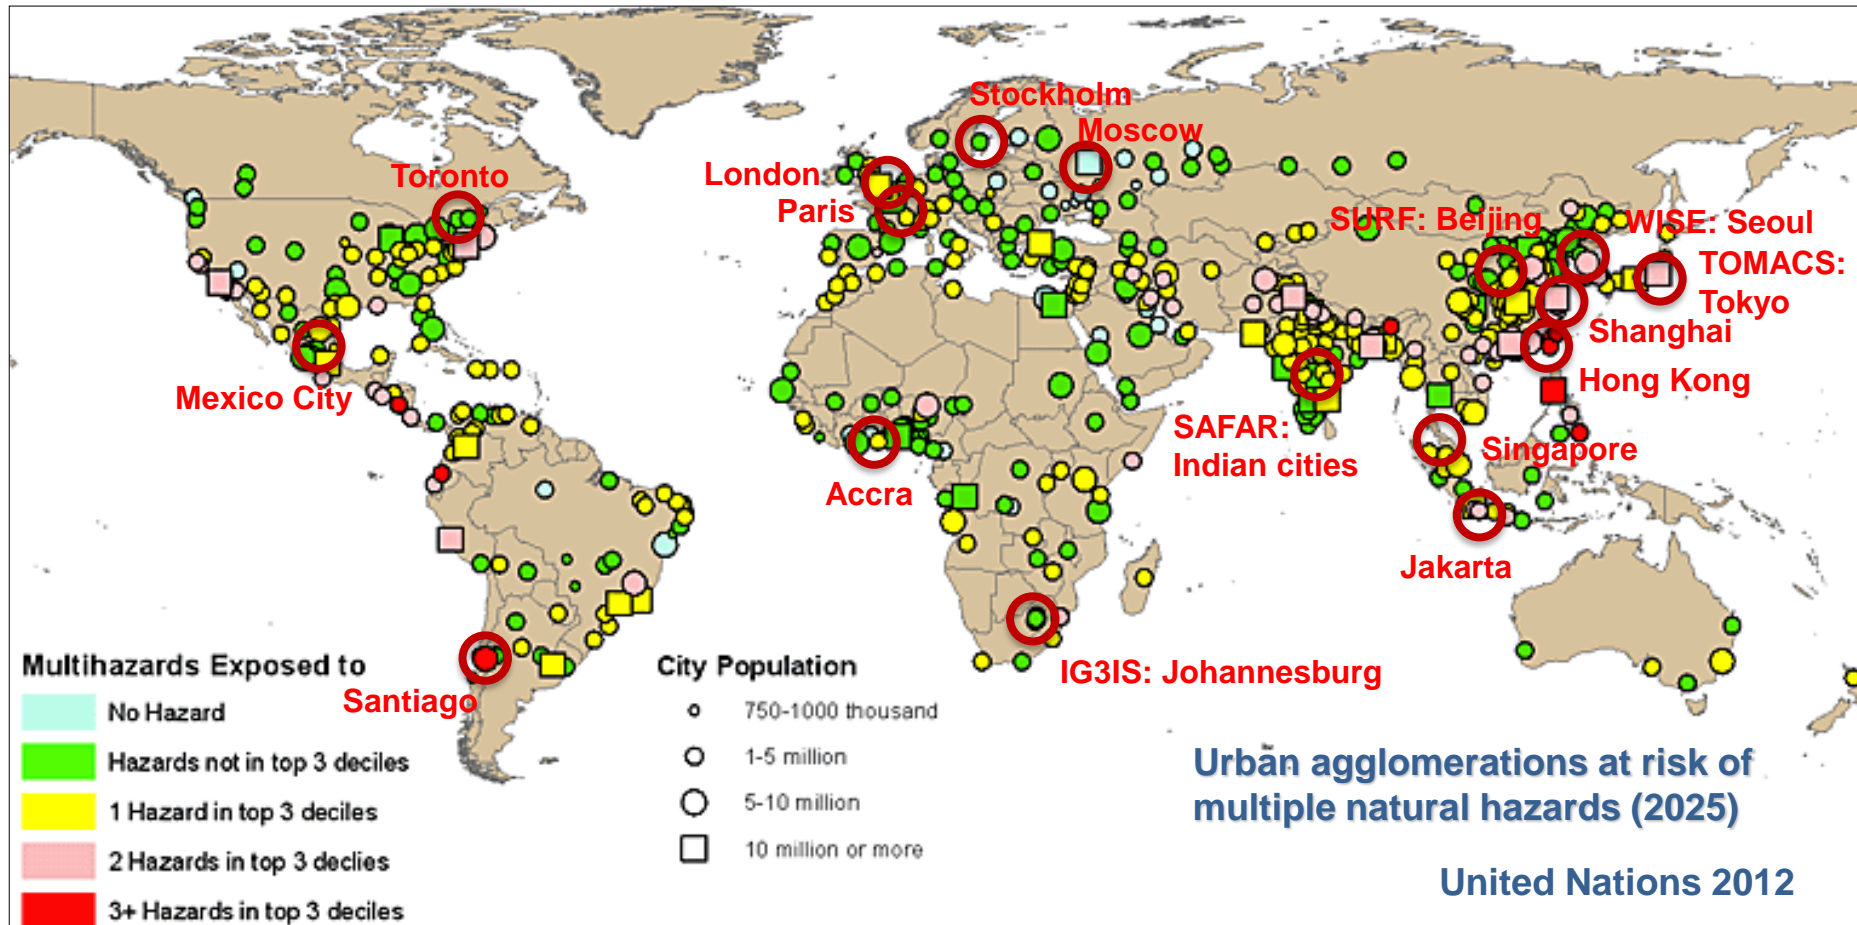 Stockholm
Moscow
Toronto
London
Paris
SURF: Beijing
WISE: Seoul
TOMACS:
Tokyo
Shanghai
Mexico City
Hong Kong
SAFAR:
Indian cities
Singapore
Accra
Jakarta
IG3IS: Johannesburg
Santiago
Multihazards Exposed to
No Hazard
Hazards not in top 3 deciles
1 Hazard in top 3 deciles
2 Hazards in top 3 declies
3+ Hazards in top 3 deciles
City Population
750-1000 thousand
1-5 million
5-10 million
10 million or more
Urban agglomerations at risk of
multiple natural hazards (2025)
United Nations 2012